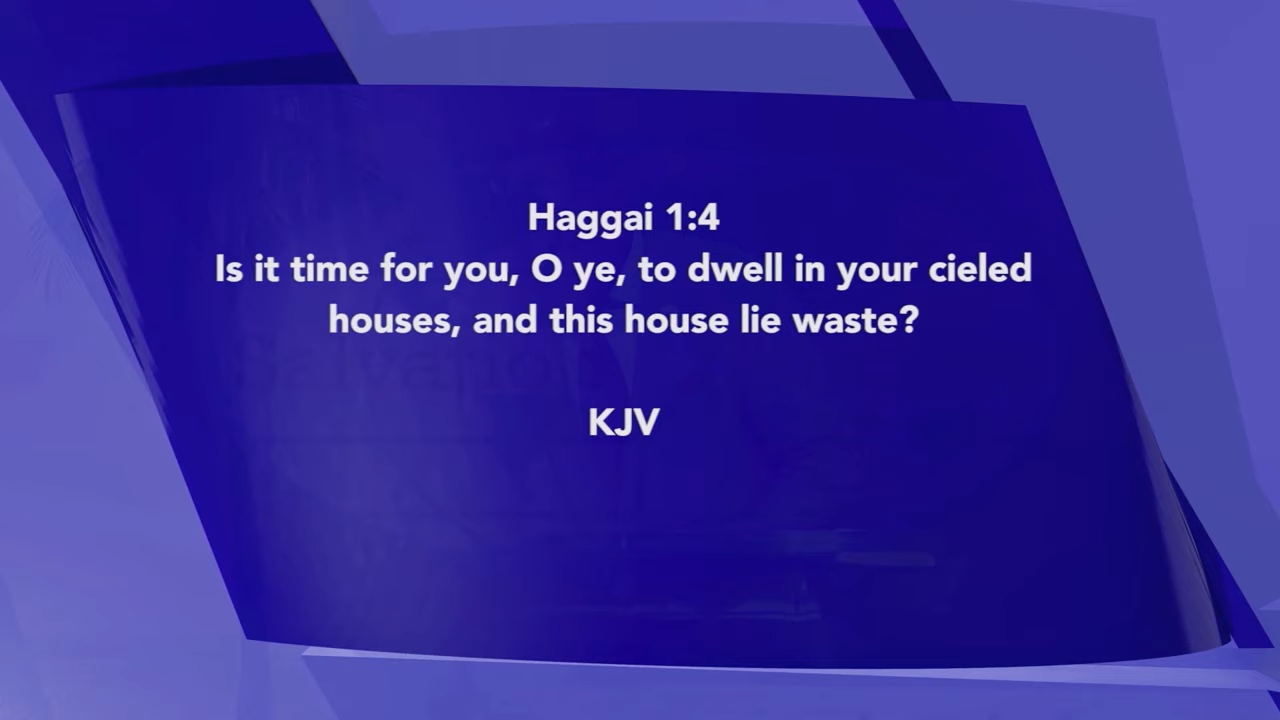 Haggai 1:4
Is it time for you, O ye, to dwell in your cieled
houses, and this house lie waste?
KJV
Salvation